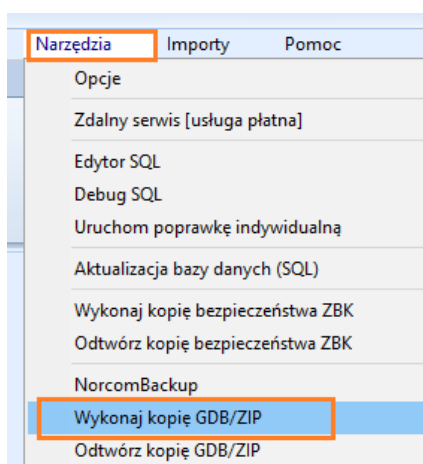 Narzędzia Importy Pomoc
Opcje
Zdalny serwis [usługa płatna]
Edytor SQL
Debug SQL
Uruchom poprawkę indywidualną
Aktualizacja bazy danych (SQL)
Wykonaj kopię bezpieczeństwa ZBK
Odtwórz kopię bezpieczeństwa ZBK
NorcomBackup
Wykonaj kopię GDB/ZIP
Odtwórz kopię GDB/ZIP